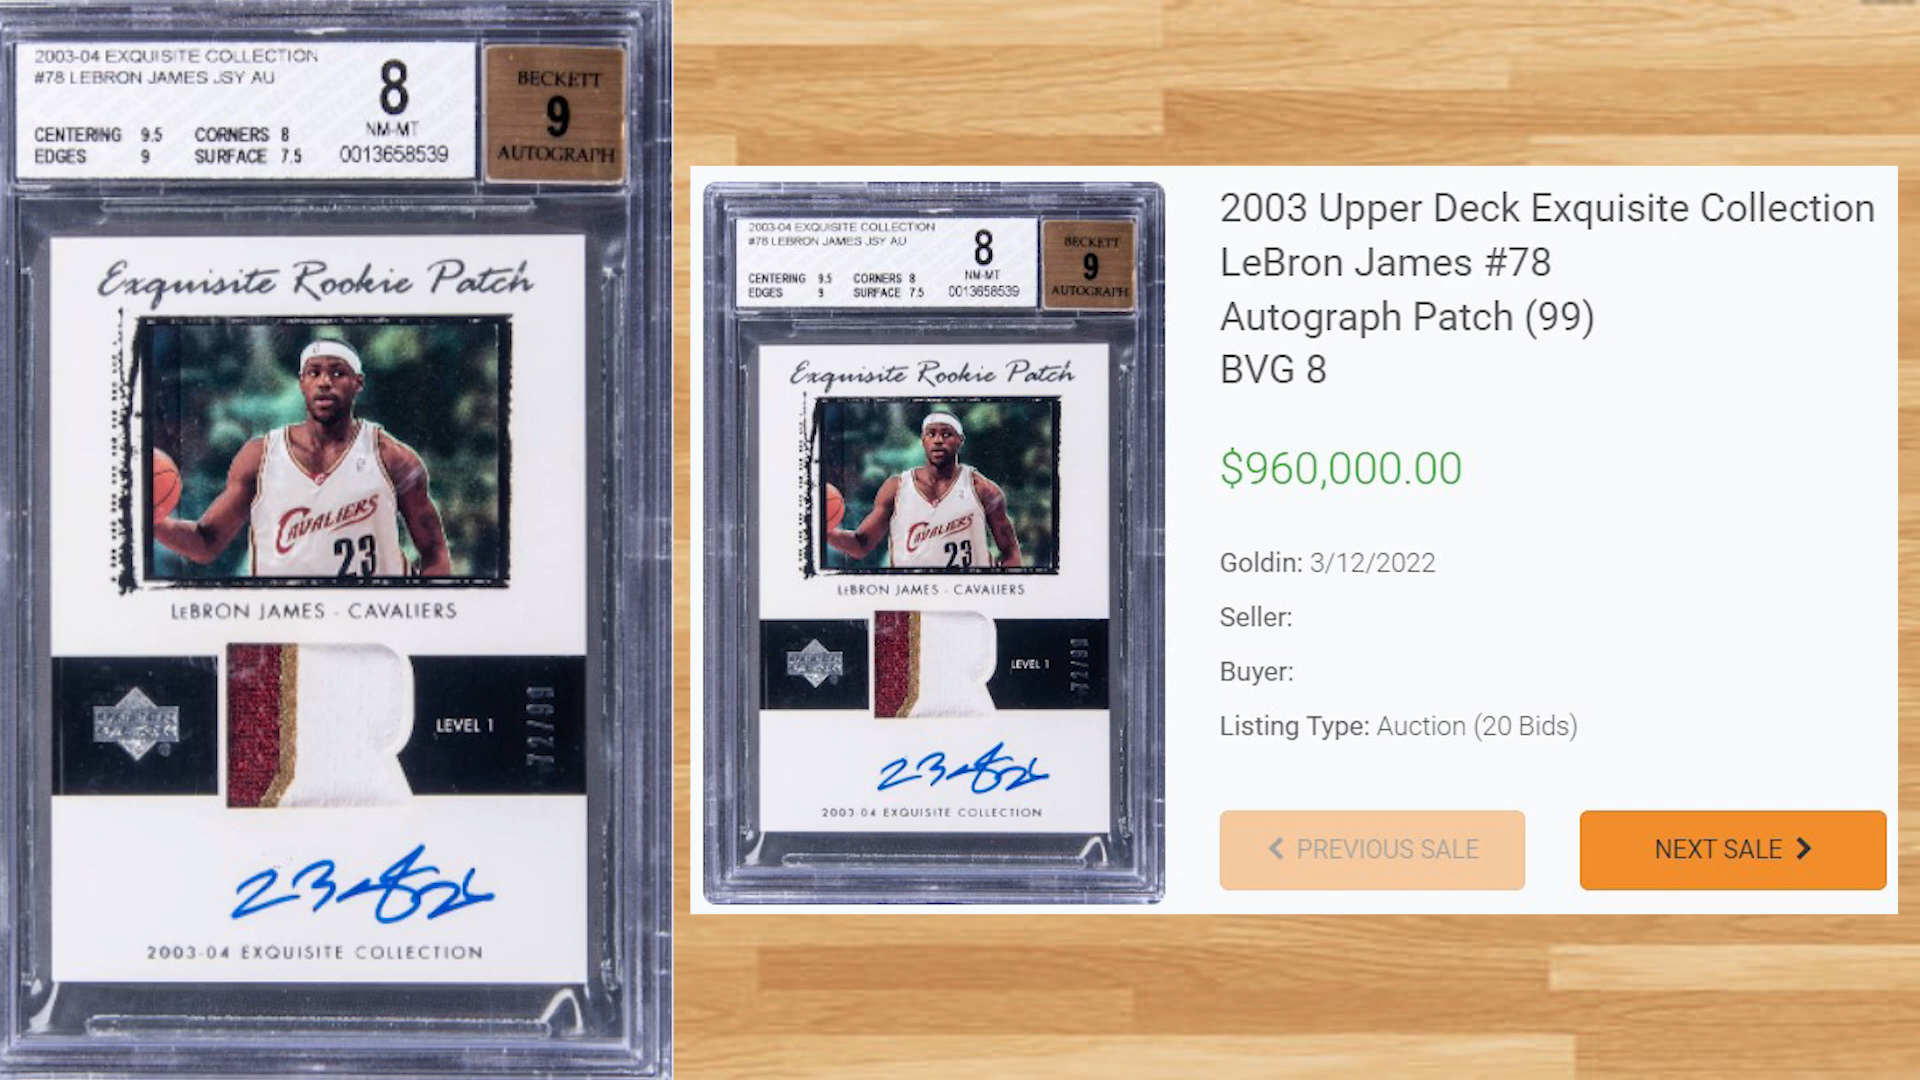 2003-04 EXQUISITE COLLECTION
#78 LEBRON JAMES JSY AU
CENTERING 9.5 CORNERS 8
EDGES 9 SURFACE 7.5
8
NM-MT
0013658539
BECKETT
9
AUTOGRAPH
Exquisite Rookie Patch
CAVALIERS
23
LEBRON JAMES - CAVALIERS
LEVEL 1
72/99
2003-04 EXQUISITE COLLECTION
2003-04 EXQUISITE COLLECTION
#78 LEBRON JAMES JSY AU
CENTERING 9.5 CORNERS 8
EDGES 9 SURFACE 7.5
8
NM-MT
0013658539
BECKETT
9
AUTOGRAPH
Exquisite Rookie Patch
CAVALIERS
23
LEBRON JAMES - CAVALIERS
LEVEL 1
72/99
2003-04 EXQUISITE COLLECTION
2003 Upper Deck Exquisite Collection
LeBron James #78
Autograph Patch (99)
BVG 8
$960,000.00
Goldin: 3/12/2022
Seller:
Buyer:
Listing Type: Auction (20 Bids)
PREVIOUS SALE
NEXT SALE